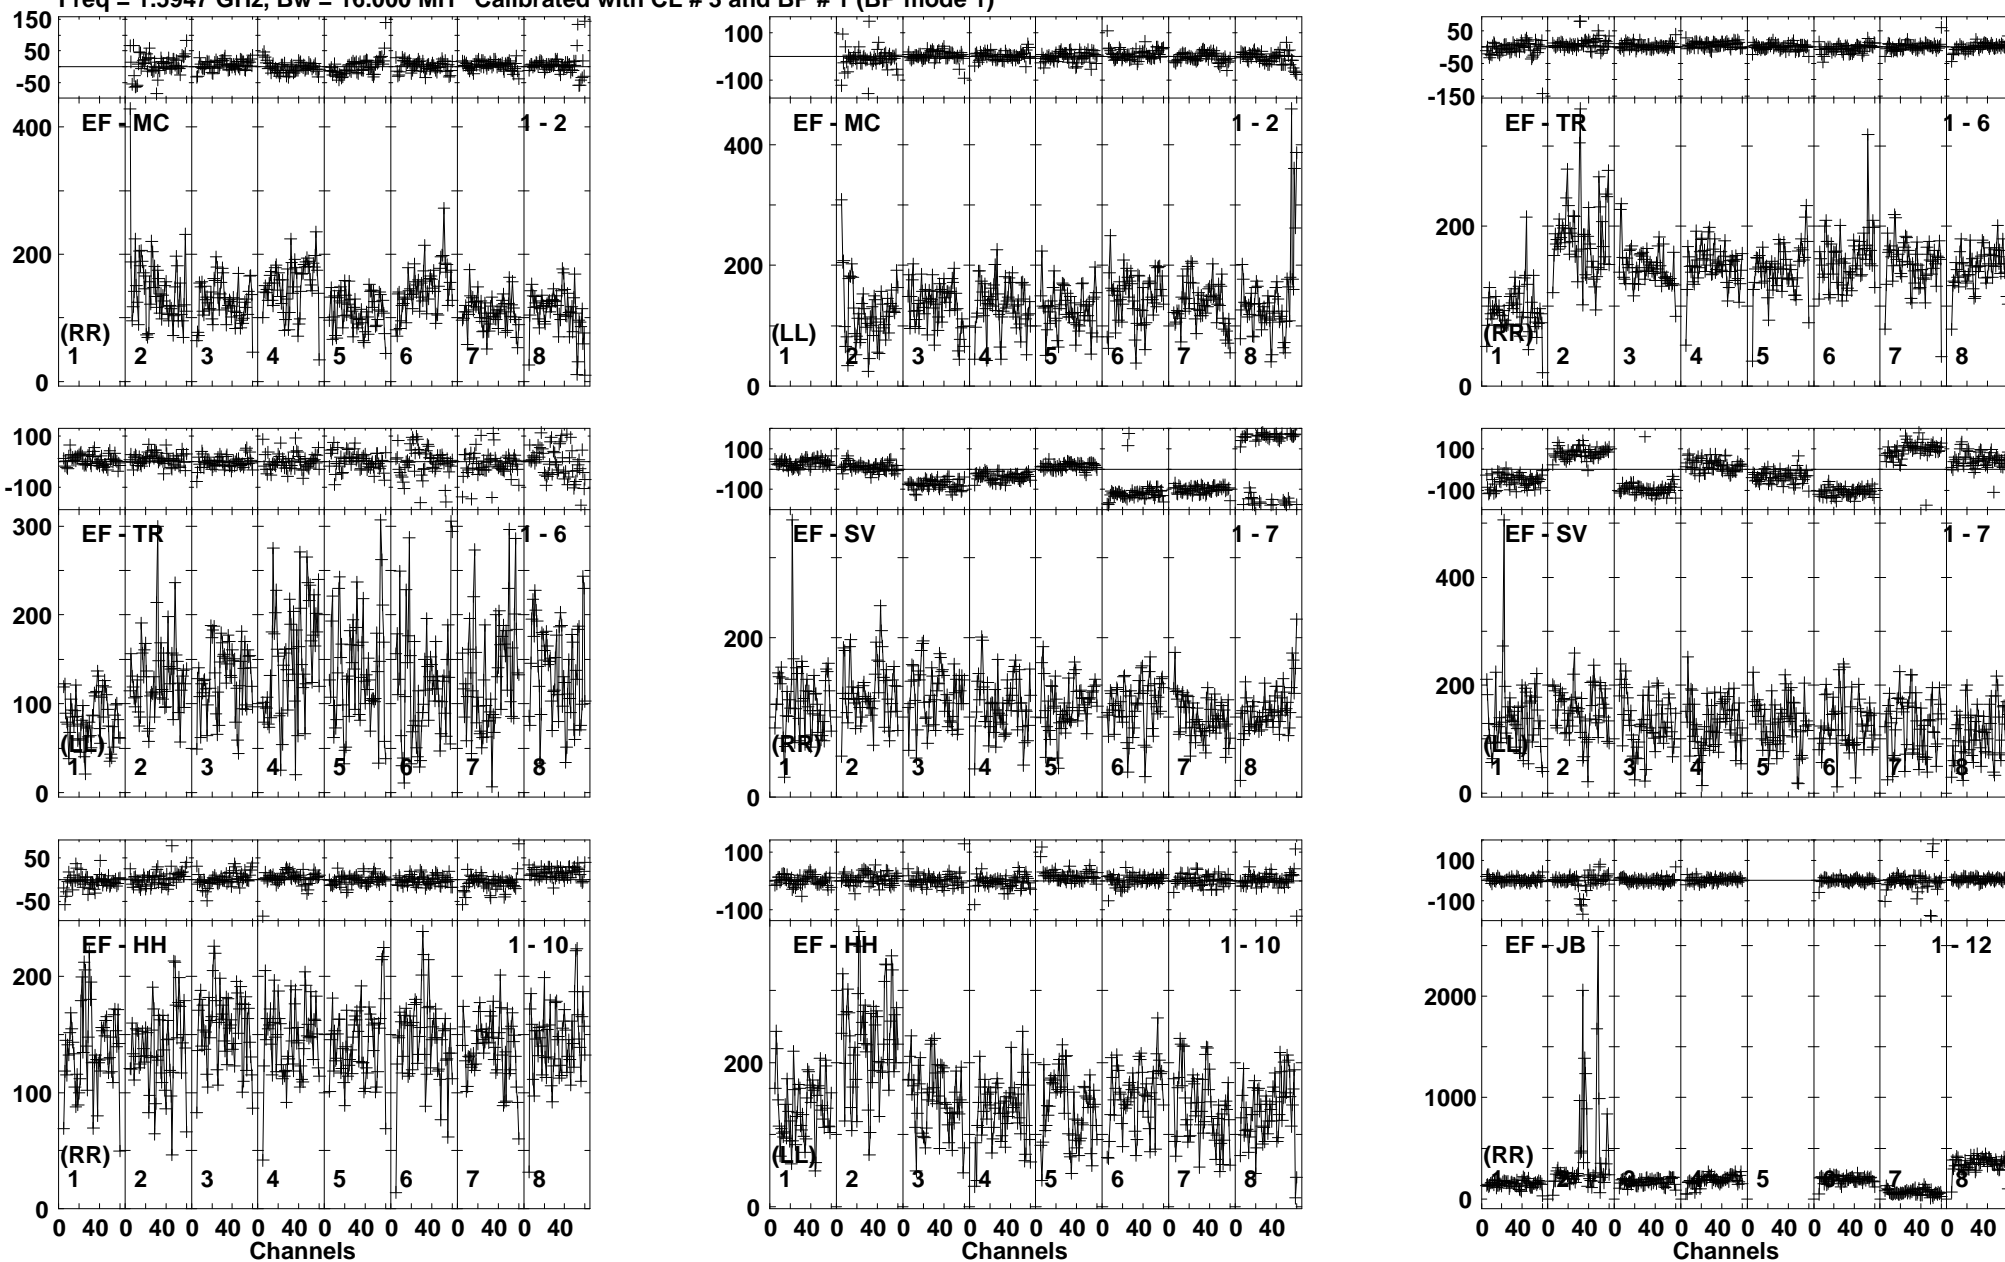 Freq = 1.5947 GHz, Bw = 16.000 MH Calibrated with CL # 3 and BP # 1 (BP mode 1)
150 50 -50
100 -100
50 -50 -150
EF - MC 1 - 2
400 200 0
(RR)
1 2 3 4 5 6 7 8
EF - MC 1 - 2
400 200 0
(LL)
1 2 3 4 5 6 7 8
EF - TR 1 - 6
200 0
(RR)
1 2 3 4 5 6 7 8
100 -100
100 -100
100 -100
EF - TR 1 - 6
300 200 100 0
(LL)
1 2 3 4 5 6 7 8
EF - SV 1 - 7
200 0
(RR)
1 2 3 4 5 6 7 8
EF - SV 1 - 7
400 200 0
(LL)
1 2 3 4 5 6 7 8
50 -50
100 -100
100 -100
EF - HH 1 - 10
200 100 0
(RR)
1 2 3 4 5 6 7 8
0 40 0 40 0 40 0 40 0 40 0 40 0 40 0 40
Channels
EF - HH 1 - 10
200 0
(LL)
1 2 3 4 5 6 7 8
0 40 0 40 0 40 0 40 0 40 0 40 0 40 0 40
Channels
EF - JB 1 - 12
2000 1000 0
(RR)
1 2 3 4 5 6 7 8
0 40 0 40 0 40 0 40 0 40 0 40 0 40 0 40
Channels